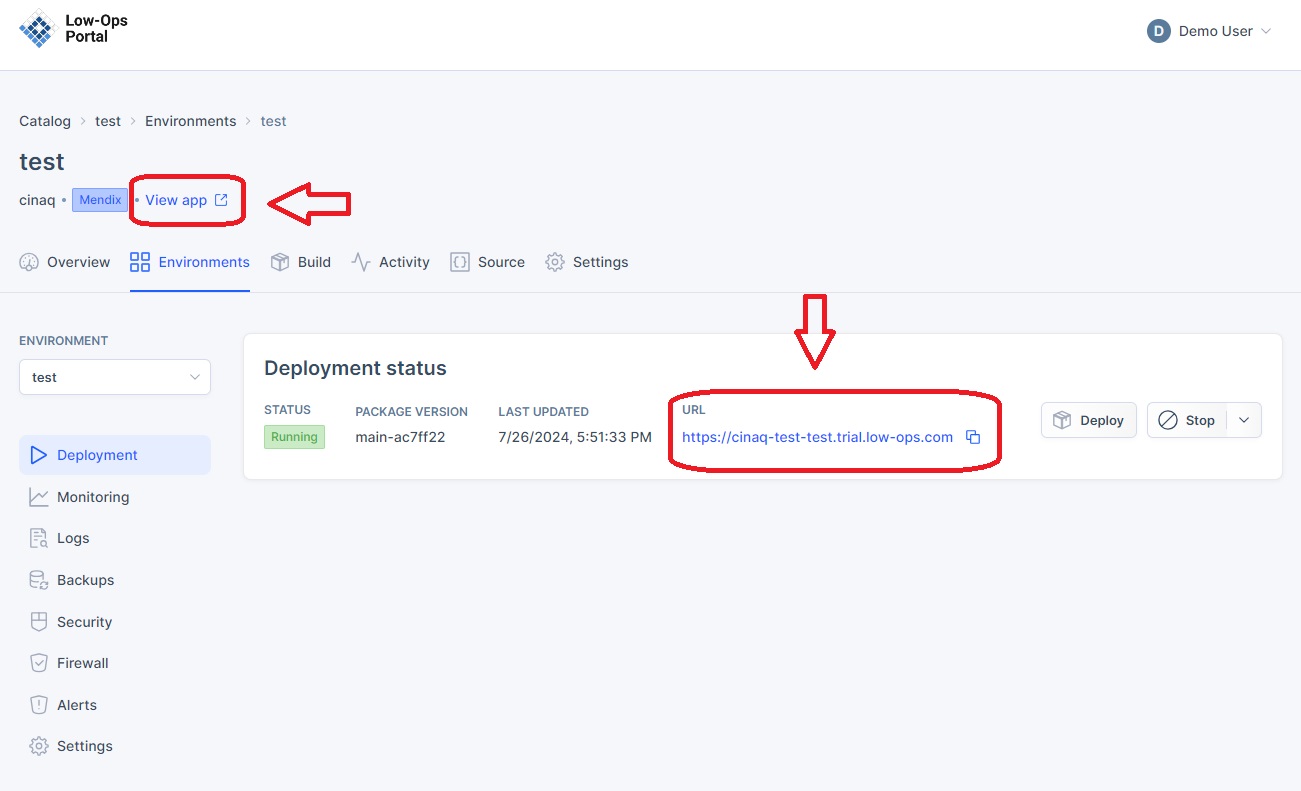 Low-Ops
Portal
D Demo User
Catalog > test > Environments > test
test
cinaq • Mendix • View app
Overview Environments Build Activity Source Settings
ENVIRONMENT
test
Deployment
Monitoring
Logs
Backups
Security
Firewall
Alerts
Settings
Deployment status
STATUS PACKAGE VERSION LAST UPDATED URL
Running main-ac7ff22 7/26/2024, 5:51:33 PM https://cinaq-test-test.trial.low-ops.com
Deploy Stop